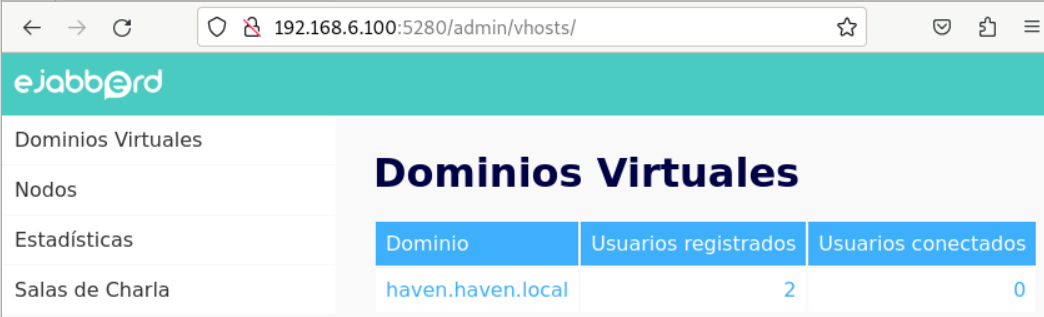 192.168.6.100:5280/admin/vhosts/
ejabberd
Dominios Virtuales
Nodos
Estadísticas
Salas de Charla
Dominios Virtuales
Dominio Usuarios registrados Usuarios conectados
haven.haven.local 2 0